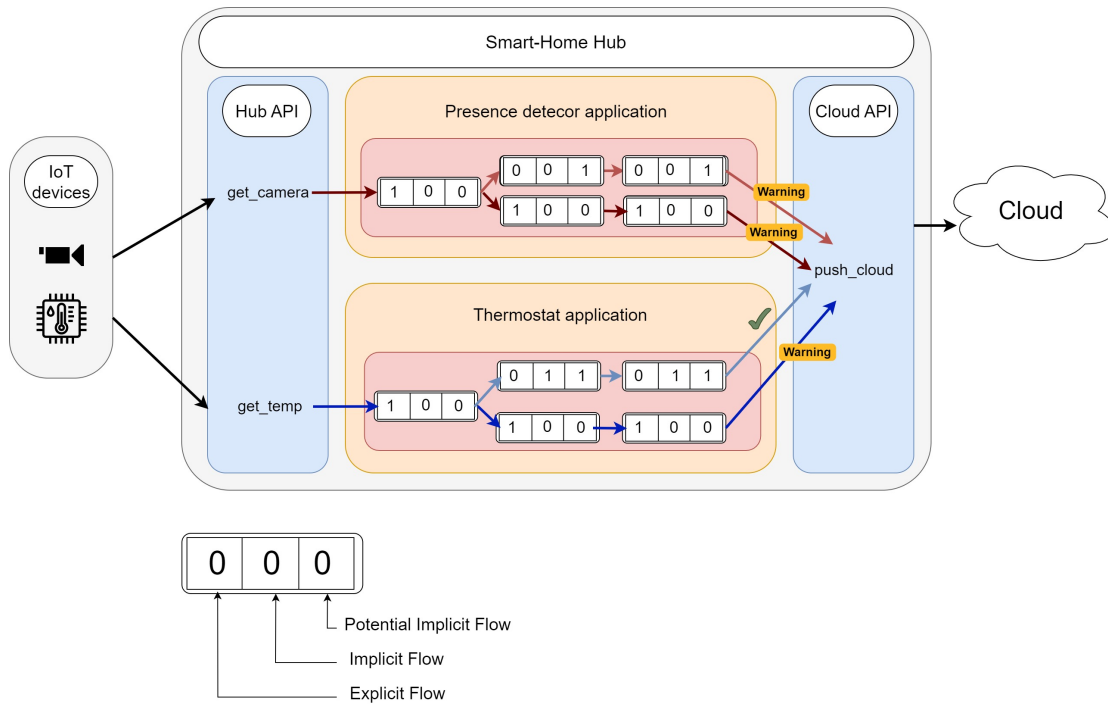 Smart-Home Hub
IoT
devices
Hub API
get_camera
get_temp
Presence detecor application
1 0 0
0 0 1
0 0 1
1 0 0
1 0 0
Warning
Warning
Thermostat application
1 0 0
0 1 1
0 1 1
1 0 0
1 0 0
Warning
Cloud API
push_cloud
Cloud
0 0 0
Potential Implicit Flow
Implicit Flow
Explicit Flow